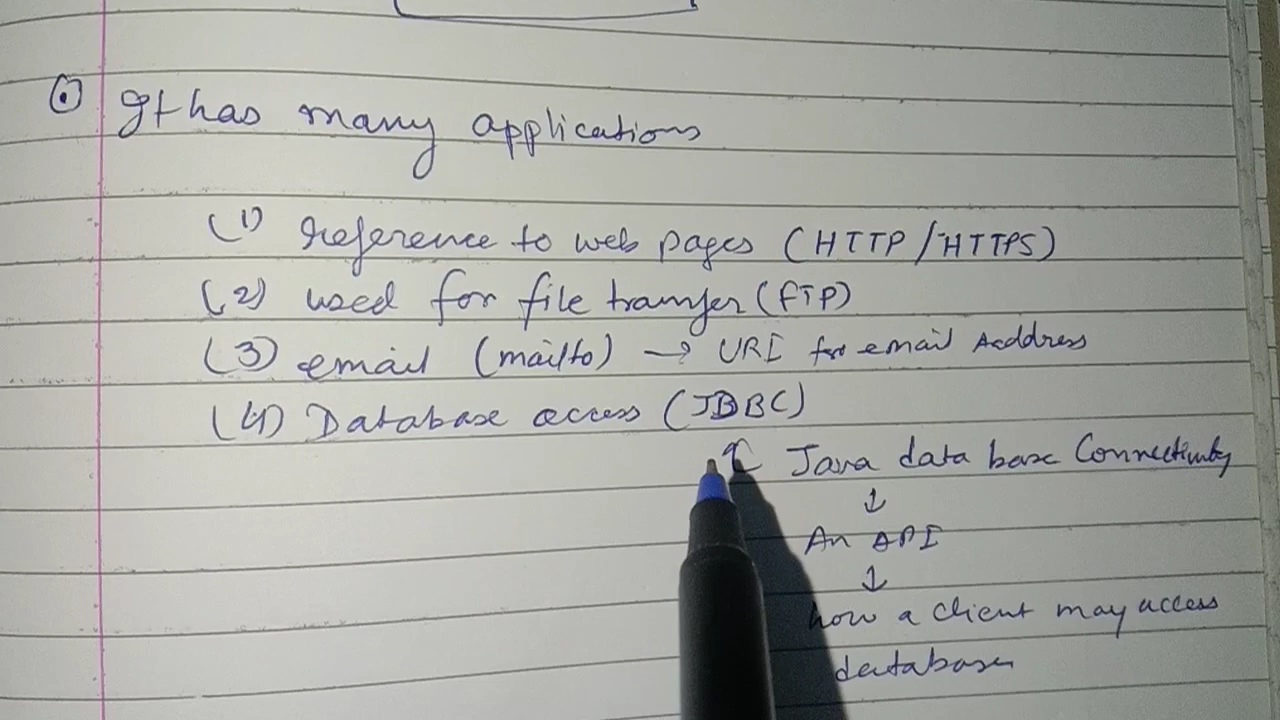 It has many applications
(1) reference to web pages (HTTP/HTTPS)
(2) used for file transfer (FTP)
(3) email (mailto) → URI for email Address
(4) Database access (JDBC)
Java data base Connectivity
↓
An API
↓
how a client may access
database